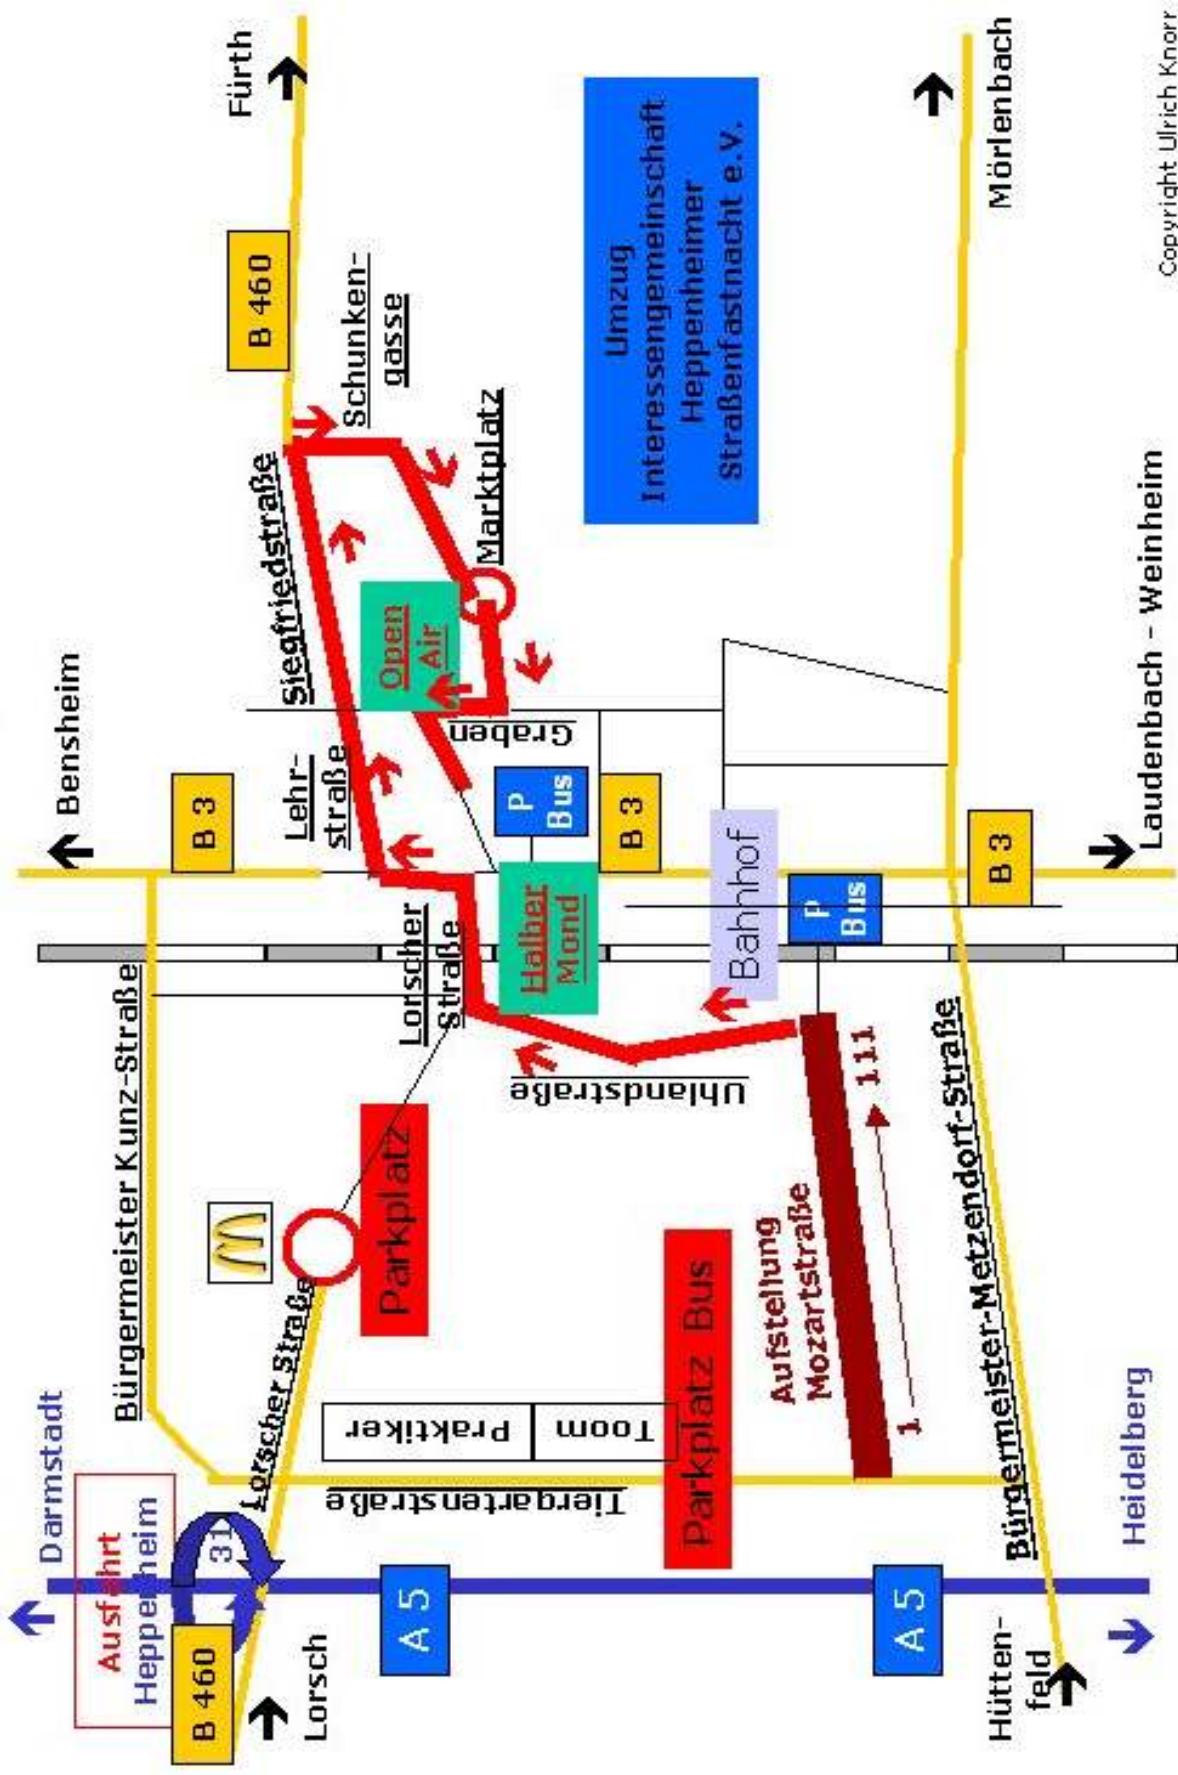 Darmstadt
Ausfahrt
Heppenheim
31
B 460
Lorsch
Bürgermeister Kunz-Straße
Bensheim
B 3
Lorscher Straße
Parkplatz
Lorscher
Straße
Lehr-
straße
Siegfriedstraße
B 460
Fürth
Schunken-
gasse
Marktplatz
Open
Air
Graben
P
Bus
Halber
Mond
B 3
Praktiker
Toom
Tiergartenstraße
A 5
Uhlandstraße
Umzug
Interessengemeinschaft
Heppenheimer
Straßenfastnacht e.V.
Parkplatz Bus
Bahnhof
P
Bus
Aufstellung
Mozartstraße
1
111
A 5
Bürgermeister-Metzendorf-Straße
B 3
Mörlenbach
Hütten-
feld
Heidelberg
Laudenbach - Weinheim
Copyright Ulrich Knorr